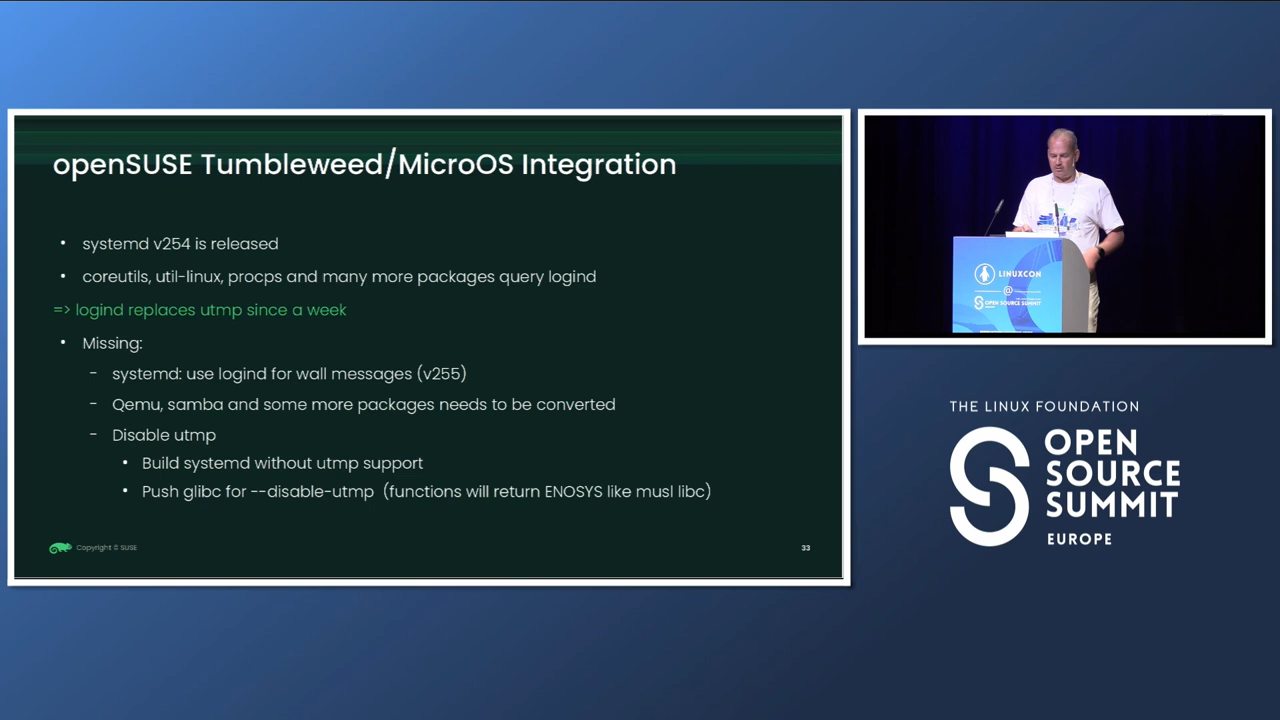 openSUSE Tumbleweed/MicroOS Integration
• systemd v254 is released
• coreutils, util-linux, procps and many more packages query logind
=> logind replaces utmp since a week
• Missing:
- systemd: use logind for wall messages (v255)
- Qemu, samba and some more packages needs to be converted
- Disable utmp
• Build systemd without utmp support
• Push glibc for --disable-utmp (functions will return ENOSYS like musl libc)
Copyright © SUSE
33
LINUXCON
@
OPEN SOURCE SUMMIT
THE LINUX FOUNDATION
OPEN
SOURCE
SUMMIT
EUROPE